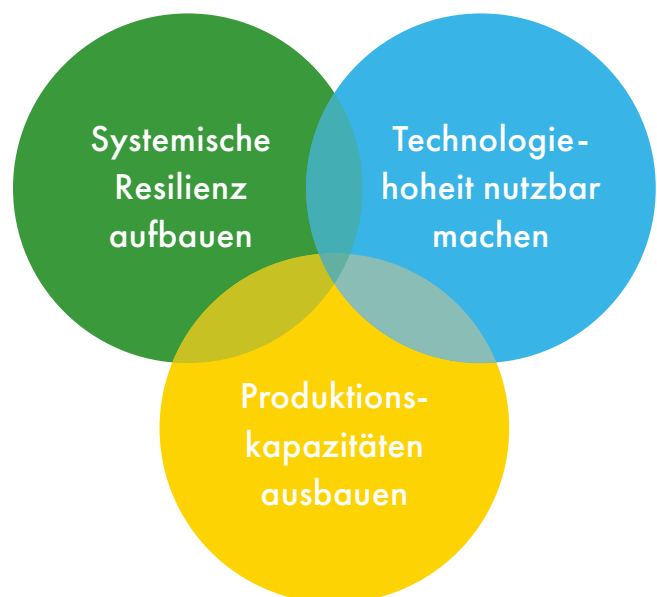 Systemische
Resilienz
aufbauen
Technologie-
hoheit nutzbar
machen
Produktions-
kapazitäten
ausbauen